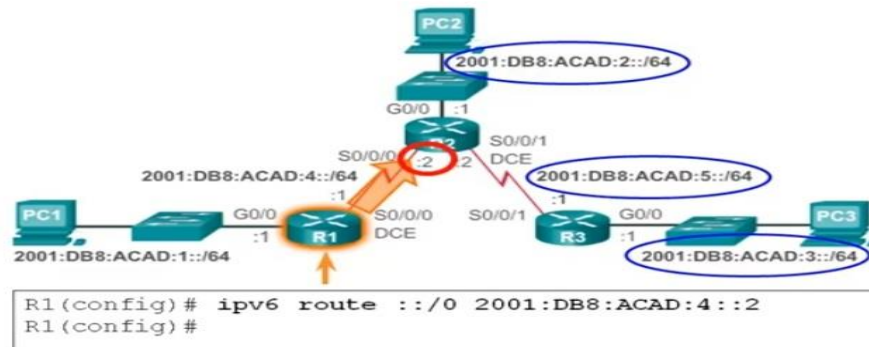 PC2
2001:DB8:ACAD:2::/64
G0/0 :1
R2
S0/0/0 :2 :2 S0/0/1
DCE
2001:DB8:ACAD:4::/64
2001:DB8:ACAD:5::/64
:1 :1
PC1 G0/0 :1 R1 S0/0/0
DCE
S0/0/1 R3 G0/0 :1 PC3
2001:DB8:ACAD:1::/64
2001:DB8:ACAD:3::/64
R1(config)# ipv6 route ::/0 2001:DB8:ACAD:4::2
R1(config)#